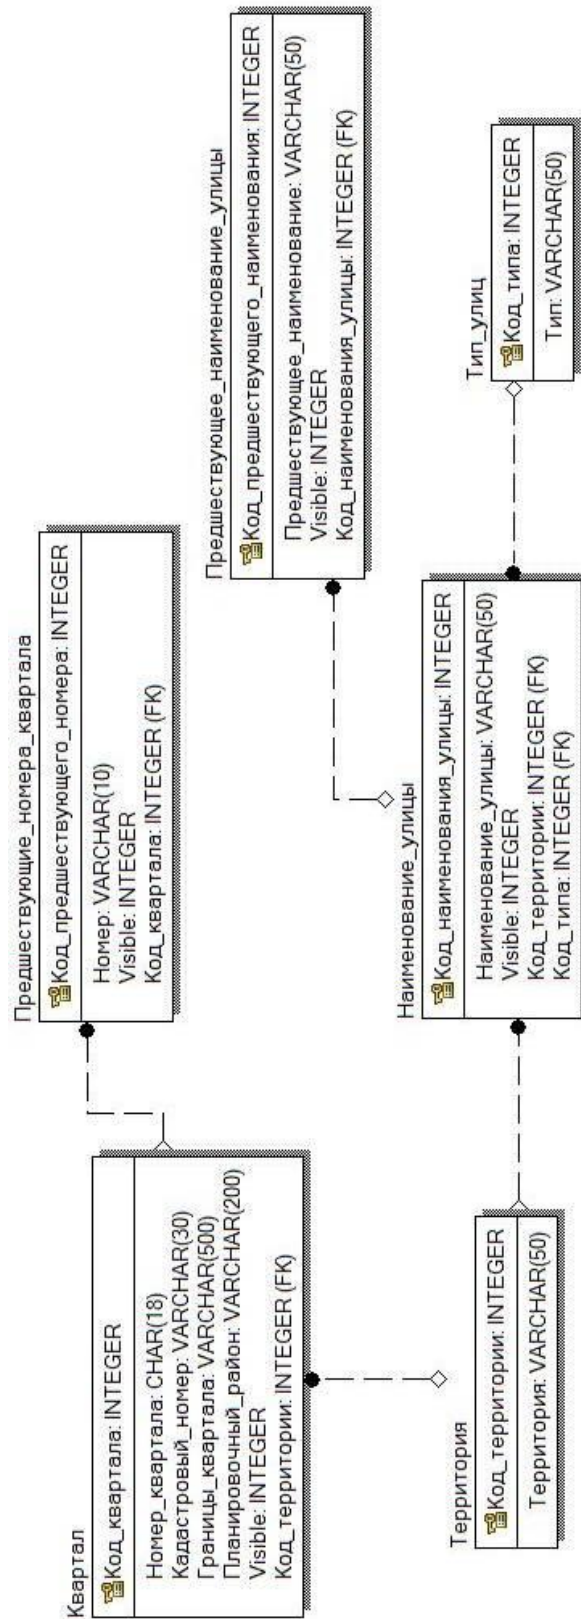 Квартал
Код_квартала: INTEGER
Номер_квартала: CHAR(18)
Кадастровый_номер: VARCHAR(30)
Границы_квартала: VARCHAR(500)
Планировочный_район: VARCHAR(200)
Visible: INTEGER
Код_территории: INTEGER (FK)
Предшествующие_номера_квартала
Код_предшествующего_номера: INTEGER
Номер: VARCHAR(10)
Visible: INTEGER
Код_квартала: INTEGER (FK)
Предшествующее_наименование_улицы
Код_предшествующего_наименования: INTEGER
Предшествующее_наименование: VARCHAR(50)
Visible: INTEGER
Код_наименования_улицы: INTEGER (FK)
Территория
Код_территории: INTEGER
Территория: VARCHAR(50)
Наименование_улицы
Код_наименования_улицы: INTEGER
Наименование_улицы: VARCHAR(50)
Visible: INTEGER
Код_территории: INTEGER (FK)
Код_типа: INTEGER (FK)
Тип_улиц
Код_типа: INTEGER
Тип: VARCHAR(50)